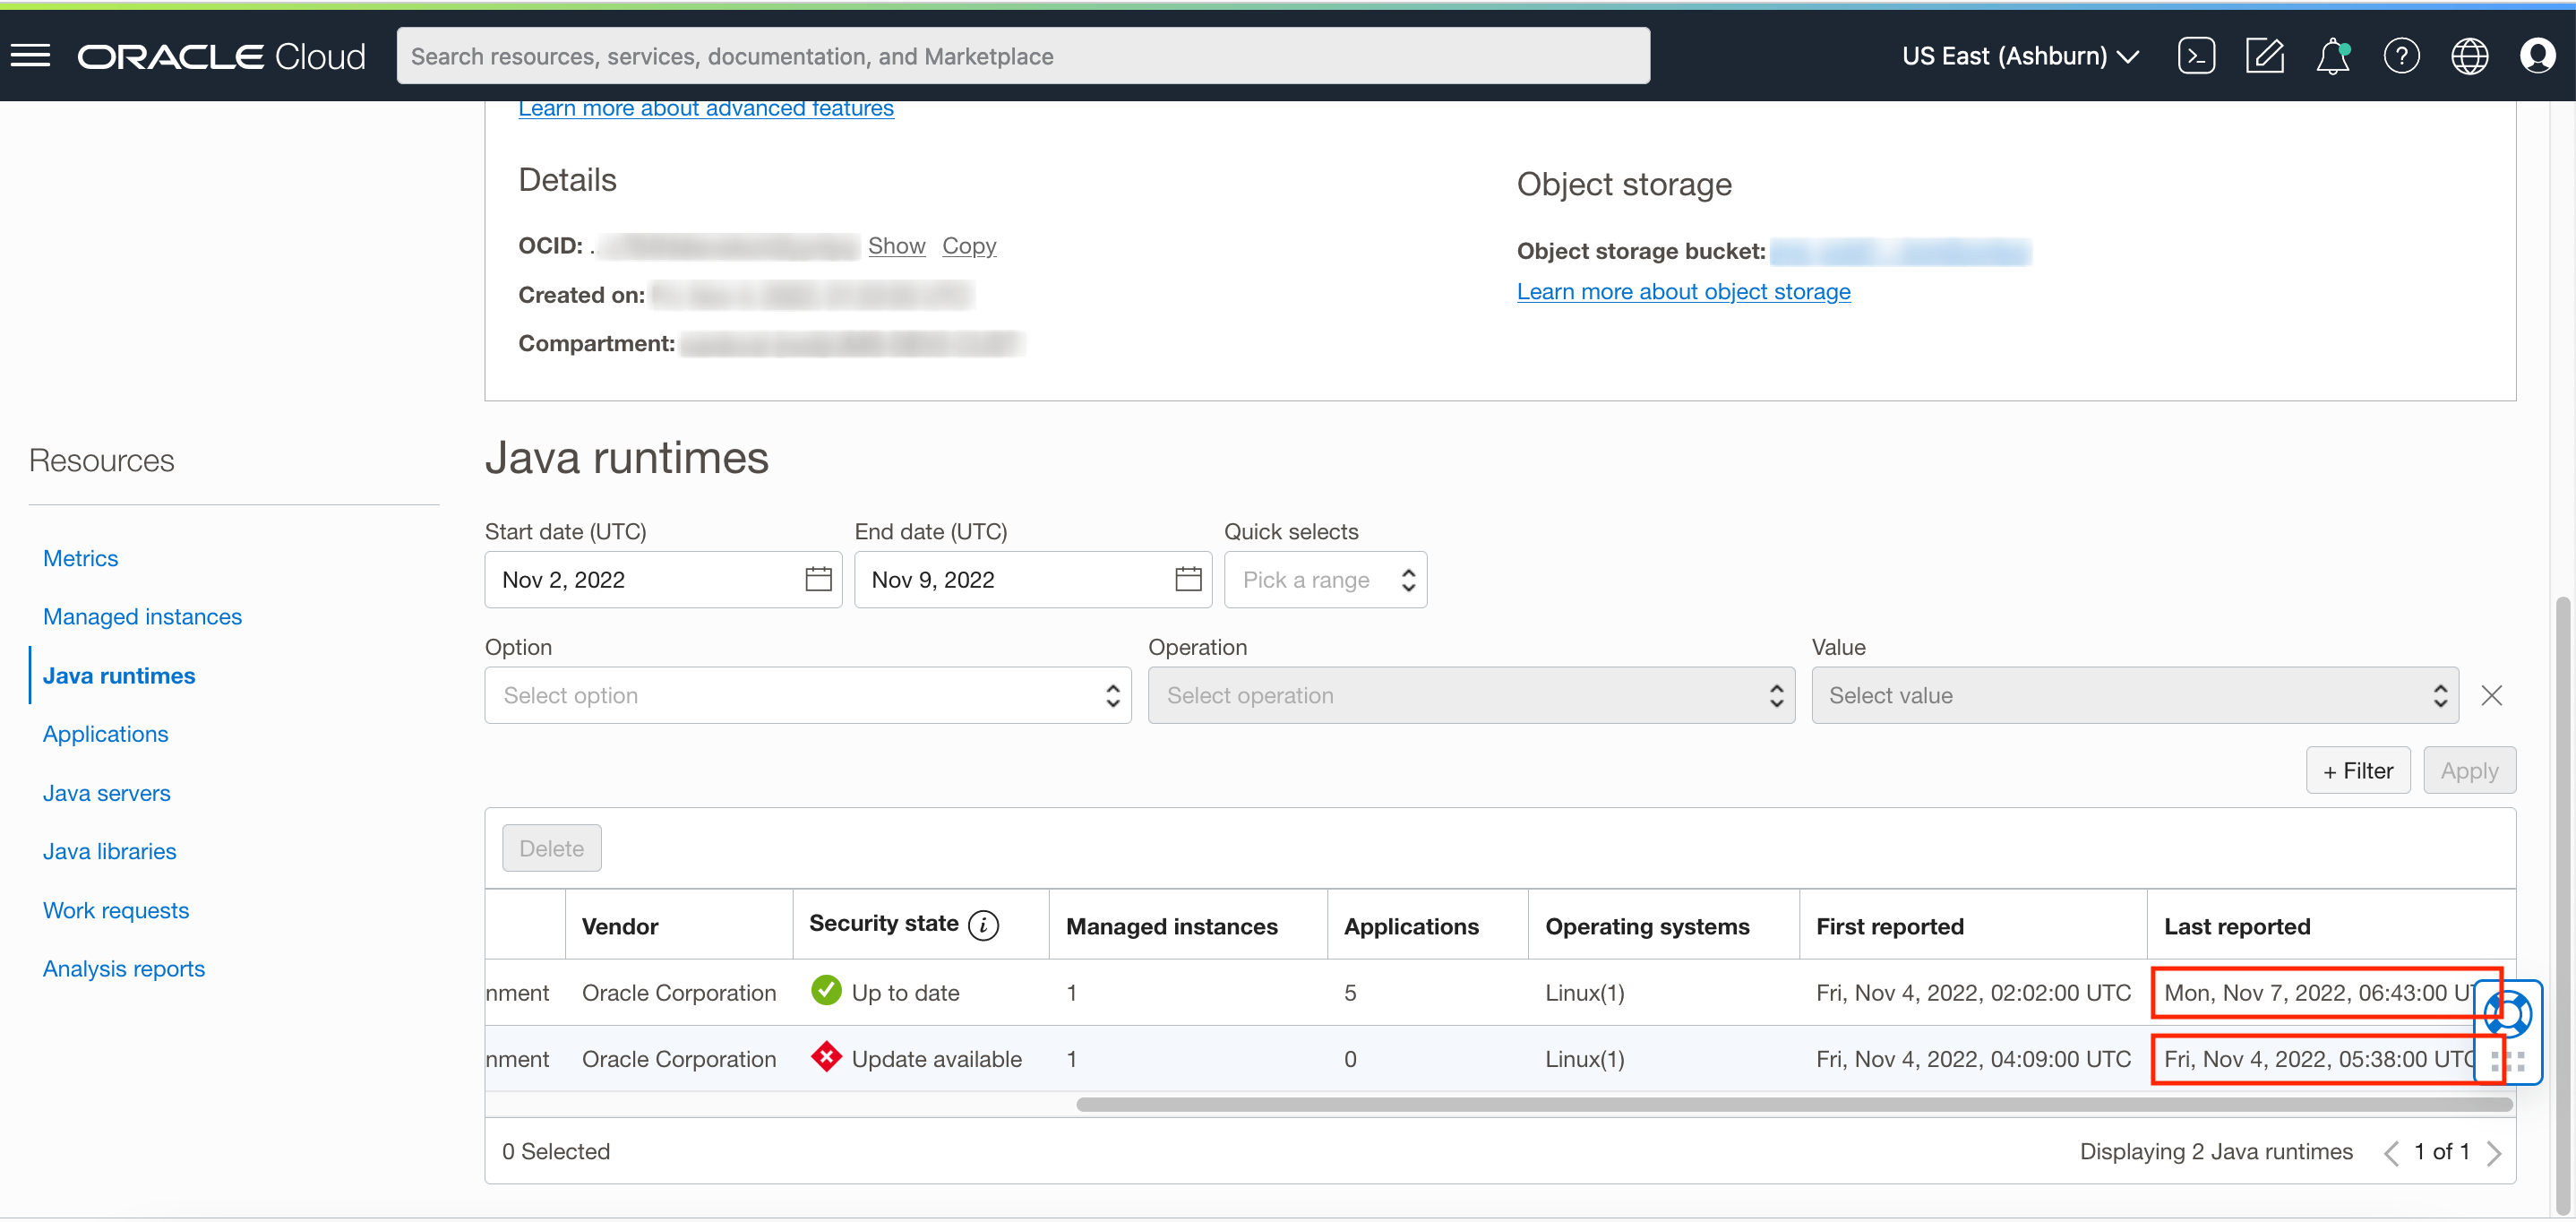 ORACLE Cloud
Search resources, services, documentation, and Marketplace
US East (Ashburn)
Learn more about advanced features
Details
OCID: . Show Copy
Created on:
Compartment:
Object storage
Object storage bucket:
Learn more about object storage
Resources
Metrics
Managed instances
Java runtimes
Applications
Java servers
Java libraries
Work requests
Analysis reports
Java runtimes
Start date (UTC) End date (UTC) Quick selects
Nov 2, 2022 Nov 9, 2022 Pick a range
Option Operation Value
Select option Select operation Select value
+ Filter Apply
Delete
Vendor Security state i Managed instances Applications Operating systems First reported Last reported
nment Oracle Corporation Up to date 1 5 Linux(1) Fri, Nov 4, 2022, 02:02:00 UTC Mon, Nov 7, 2022, 06:43:00 UT
nment Oracle Corporation Update available 1 0 Linux(1) Fri, Nov 4, 2022, 04:09:00 UTC Fri, Nov 4, 2022, 05:38:00 UTC
0 Selected Displaying 2 Java runtimes 1 of 1